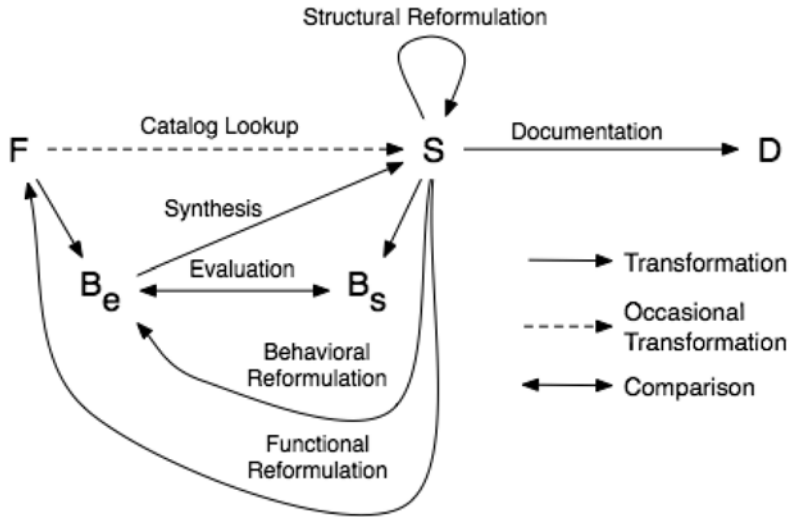 Structural Reformulation
F
Catalog Lookup
S
Documentation
D
Synthesis
Be
Evaluation
Bs
Transformation
Occasional
Transformation
Comparison
Behavioral
Reformulation
Functional
Reformulation